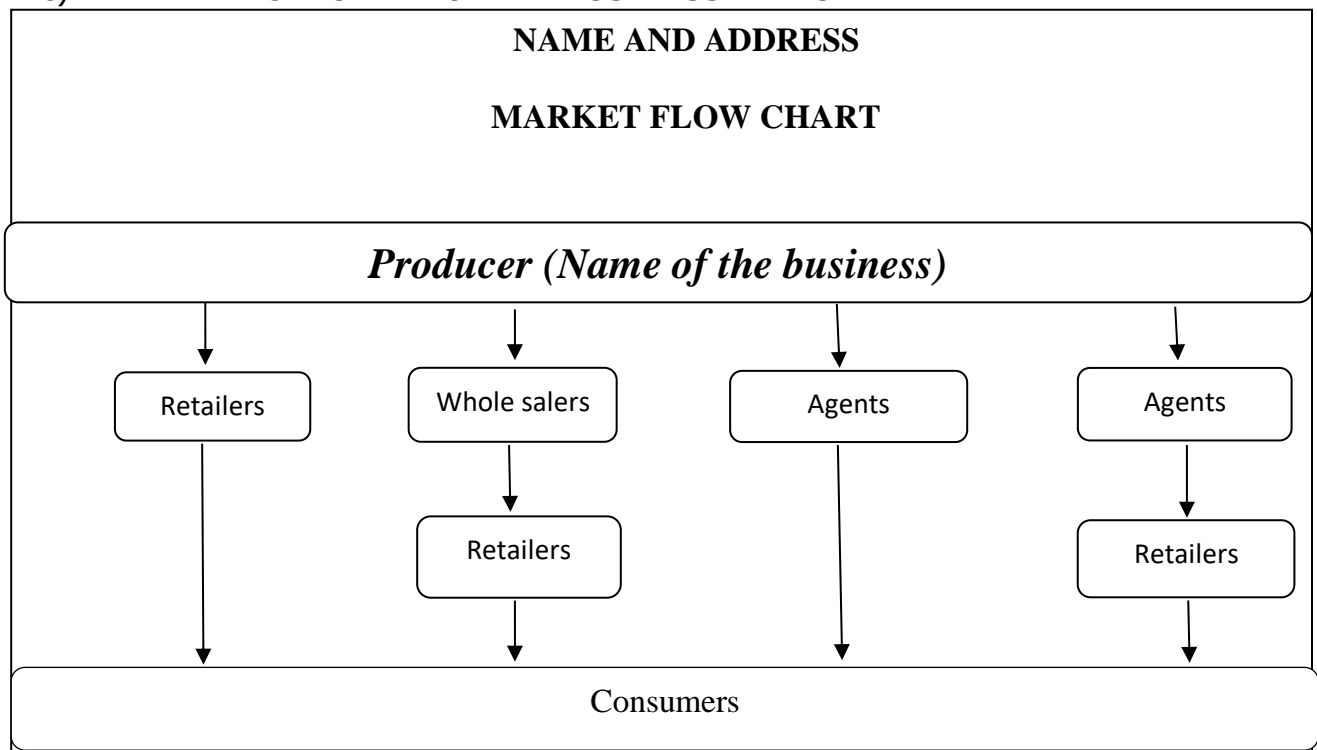 NAME AND ADDRESS
MARKET FLOW CHART
Producer (Name of the business)
Retailers
Whole salers
Agents
Agents
Retailers
Retailers
Consumers